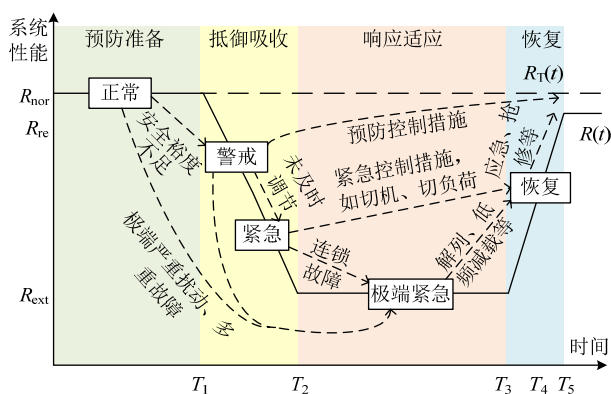 系统
性能
预防准备
抵御吸收
响应适应
恢复
R_nor
正常
R_T(t)
R_re
R(t)
安全裕度
不足
警戒
预防控制措施
应急、抢
修等
未及时
调节
紧急控制措施,
如切机、切负荷
恢复
紧急
连锁
故障
解列、低
频减载等
极端严重扰动、多
重故障
R_ext
极端紧急
时间
T_1
T_2
T_3
T_4
T_5